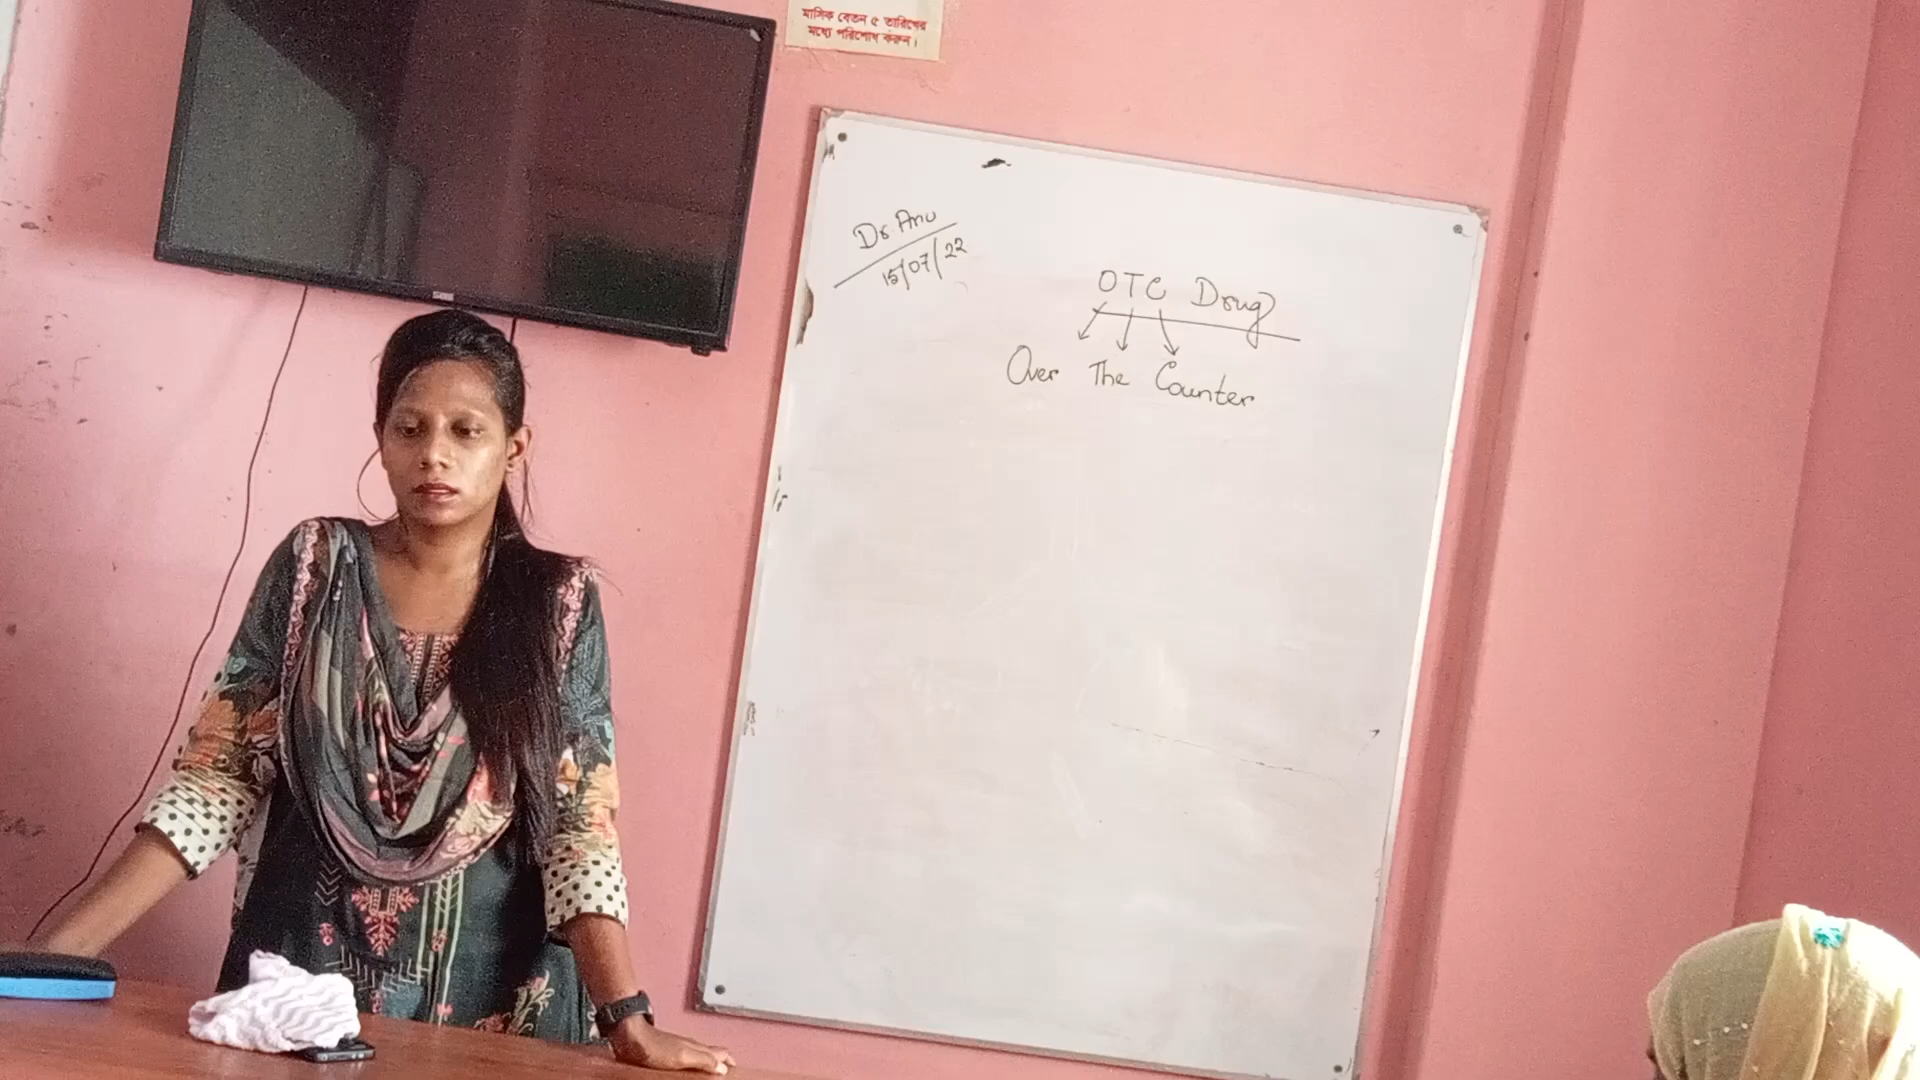 মাসিক বেতন ৫ তারিখের
মধ্যে পরিশোধ করুন।
Dr Anu
15/07/22
OTC Drug
Over The Counter